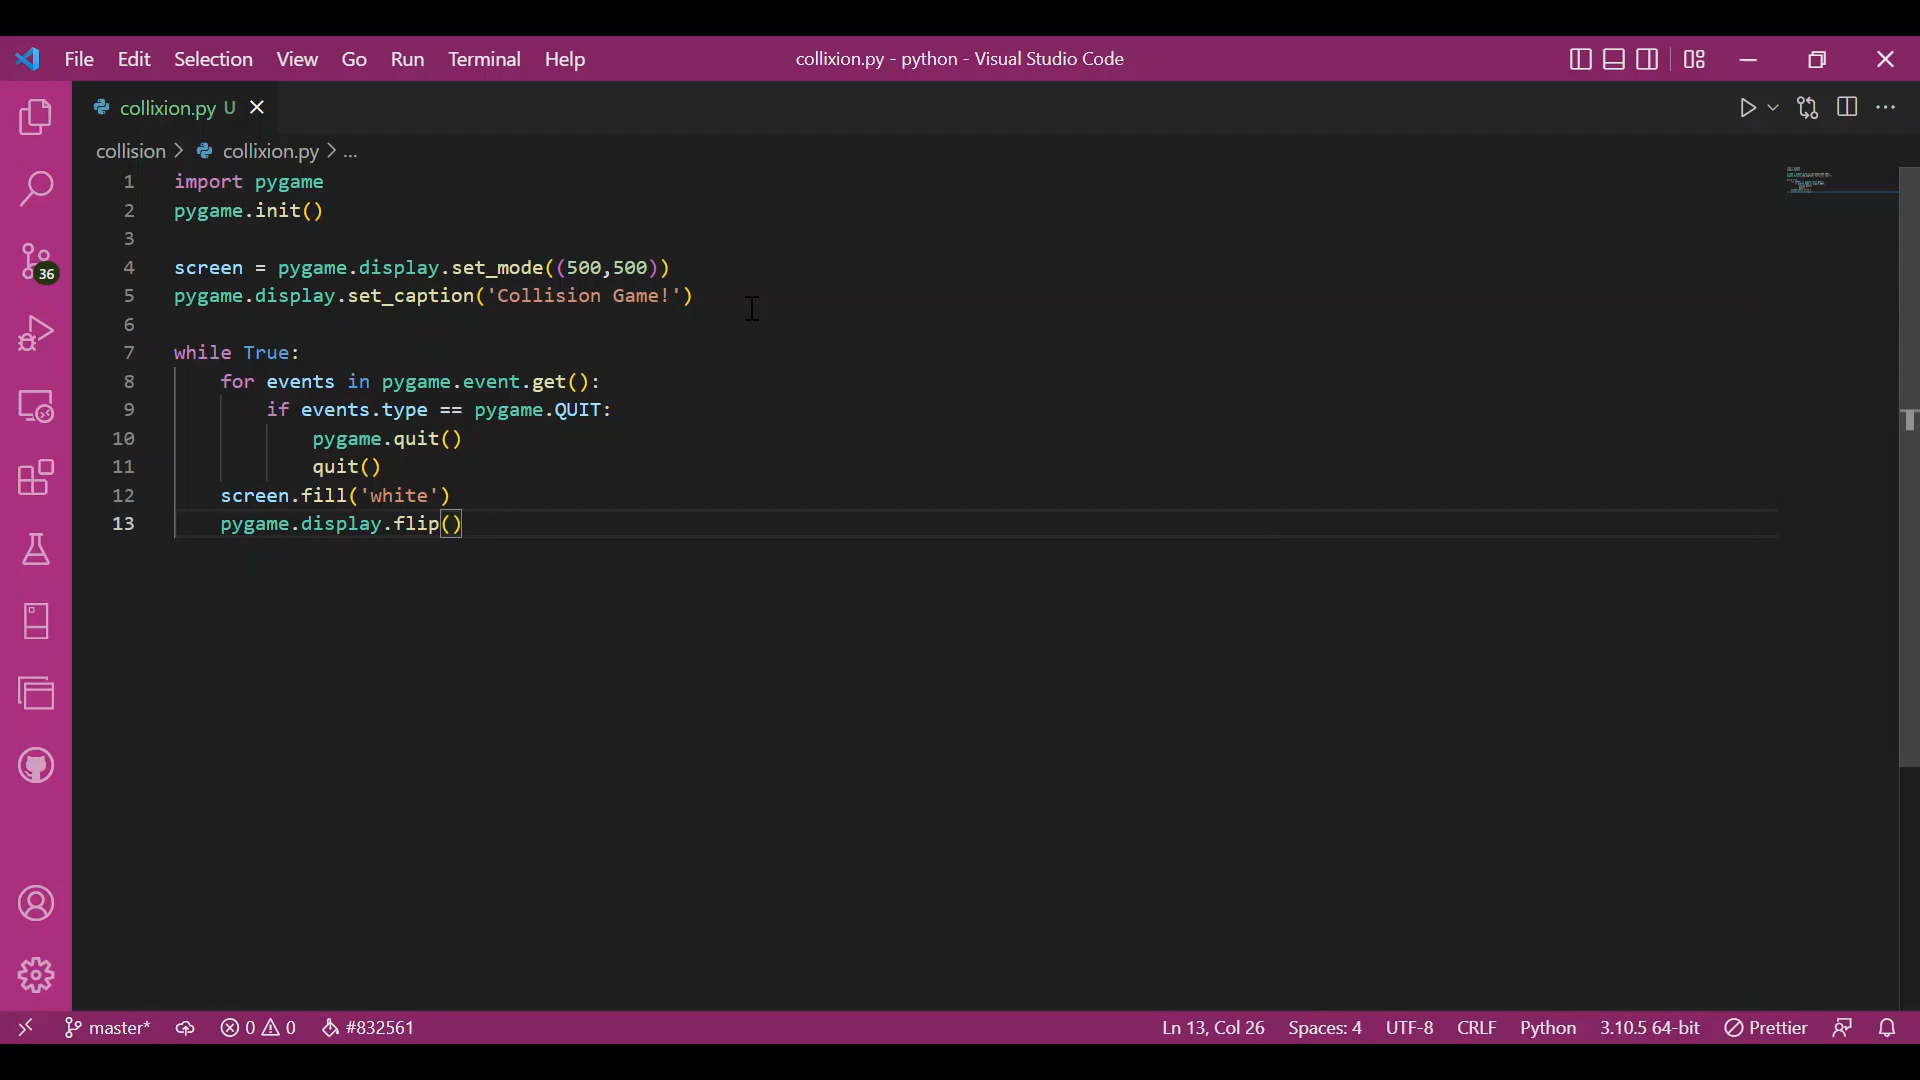 File Edit Selection View Go Run Terminal Help collixion.py - python - Visual Studio Code
collixion.py U
collision > collixion.py > ...
1 import pygame
2 pygame.init()
3
4 screen = pygame.display.set_mode((500,500))
5 pygame.display.set_caption('Collision Game!')
6
7 while True:
8     for events in pygame.event.get():
9         if events.type == pygame.QUIT:
10             pygame.quit()
11             quit()
12     screen.fill('white')
13     pygame.display.flip()
36
master* 0 0 #832561 Ln 13, Col 26 Spaces: 4 UTF-8 CRLF Python 3.10.5 64-bit Prettier